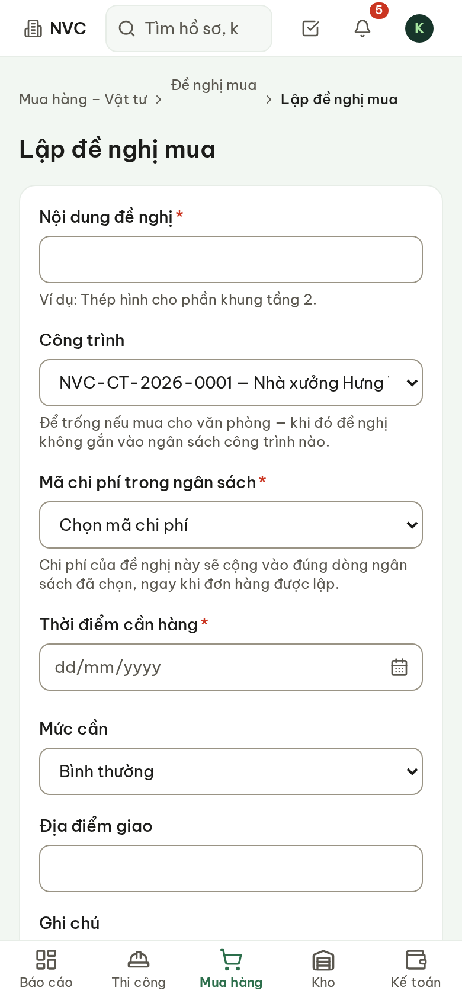 NVC
Tìm hồ sơ, k
5
K
Mua hàng – Vật tư
Đề nghị mua
Lập đề nghị mua
Lập đề nghị mua
Nội dung đề nghị *
Ví dụ: Thép hình cho phần khung tầng 2.
Công trình
NVC-CT-2026-0001 — Nhà xưởng Hưng
Để trống nếu mua cho văn phòng — khi đó đề nghị
không gắn vào ngân sách công trình nào.
Mã chi phí trong ngân sách *
Chọn mã chi phí
Chi phí của đề nghị này sẽ cộng vào đúng dòng ngân
sách đã chọn, ngay khi đơn hàng được lập.
Thời điểm cần hàng *
dd/mm/yyyy
Mức cần
Bình thường
Địa điểm giao
Ghi chú
Báo cáo
Thi công
Mua hàng
Kho
Kế toán